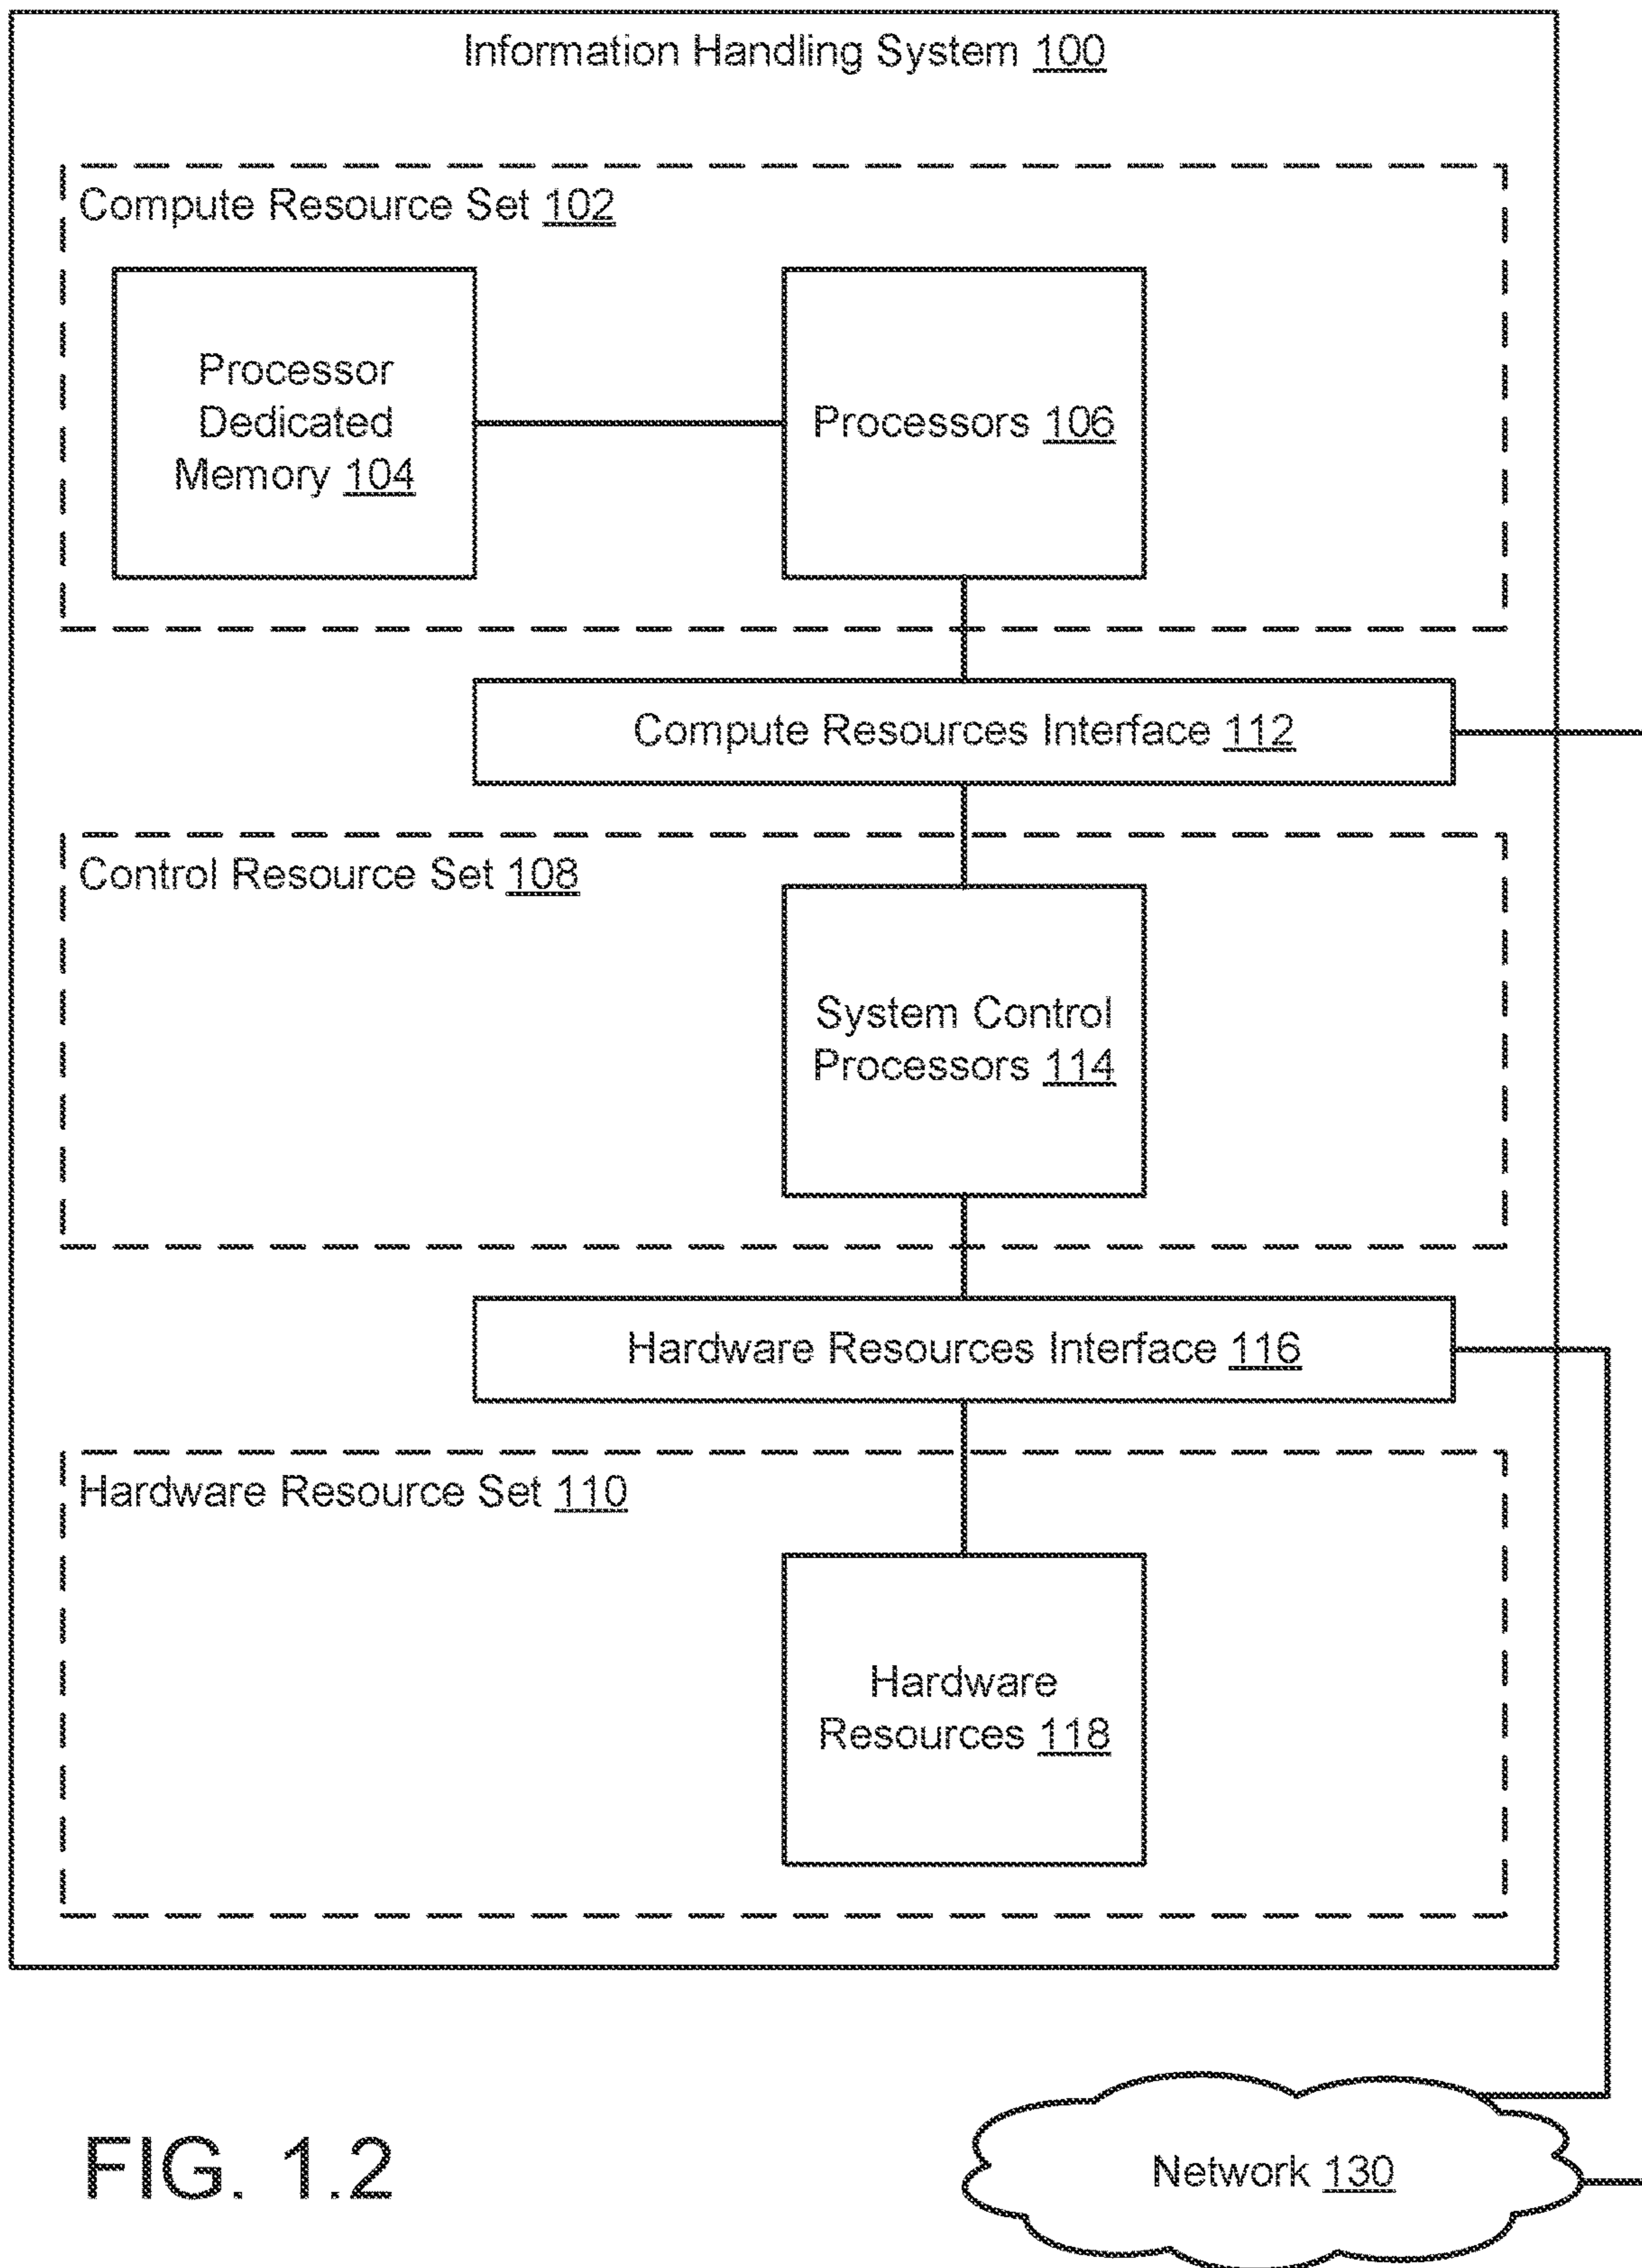 Information Handling System 100
Compute Resource Set 102
Processor
Dedicated
Memory 104
Processors 106
Compute Resources Interface 112
Control Resource Set 108
System Control
Processors 114
Hardware Resources Interface 116
Hardware Resource Set 110
Hardware
Resources 118
Network 130
FIG. 1.2